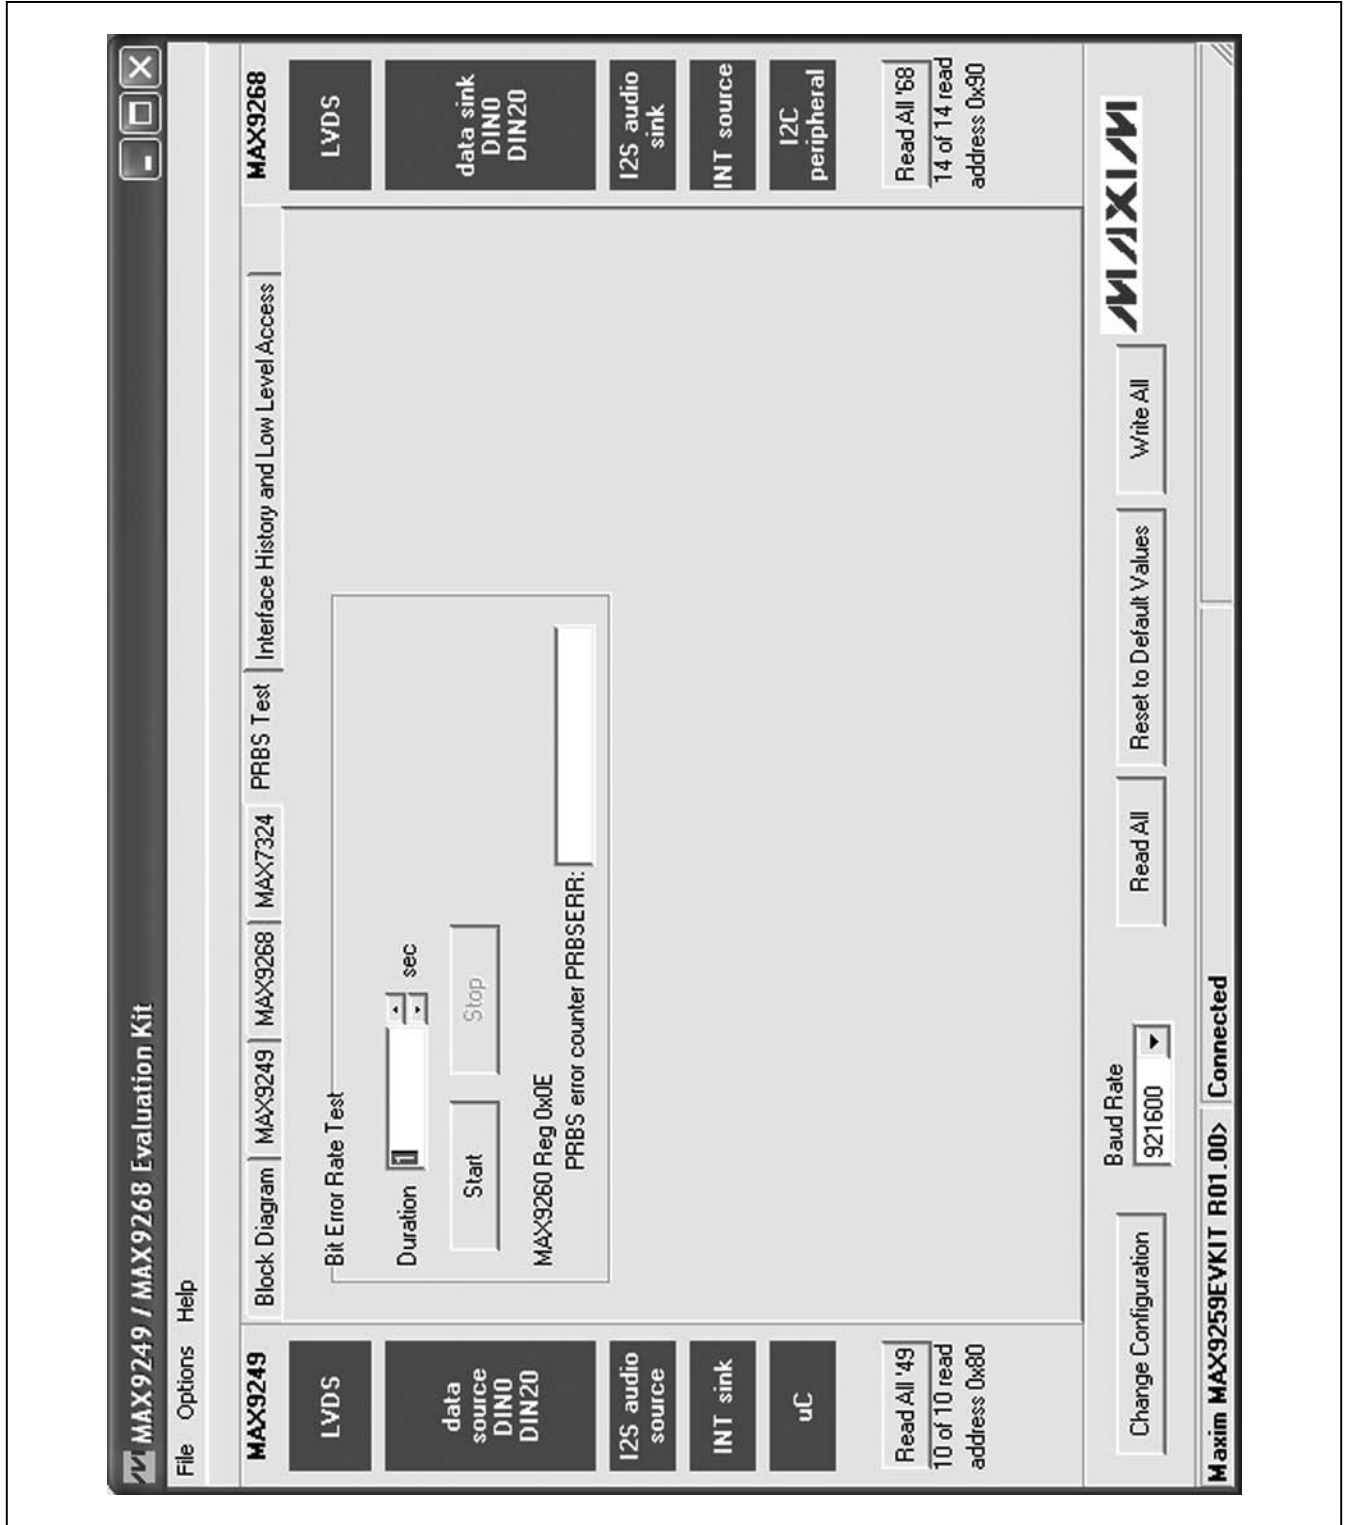 MAX9249 / MAX9268 Evaluation Kit
File Options Help
MAX9249
LVDS
data
source
DIN0
DIN20
I2S audio
source
INT sink
uC
Read All '49
10 of 10 read
address 0x80
Block Diagram MAX9249 MAX9268 MAX7324 PRBS Test Interface History and Low Level Access
Bit Error Rate Test
Duration 1 sec
Start Stop
MAX9260 Reg 0x0E
PRBS error counter PRBSERR:
MAX9268
LVDS
data sink
DIN0
DIN20
I2S audio
sink
INT source
I2C
peripheral
Read All '68
14 of 14 read
address 0x90
Change Configuration
Baud Rate
921600
Read All Reset to Default Values Write All
MAXIM
Maxim MAX9259EVKIT R01.00> Connected